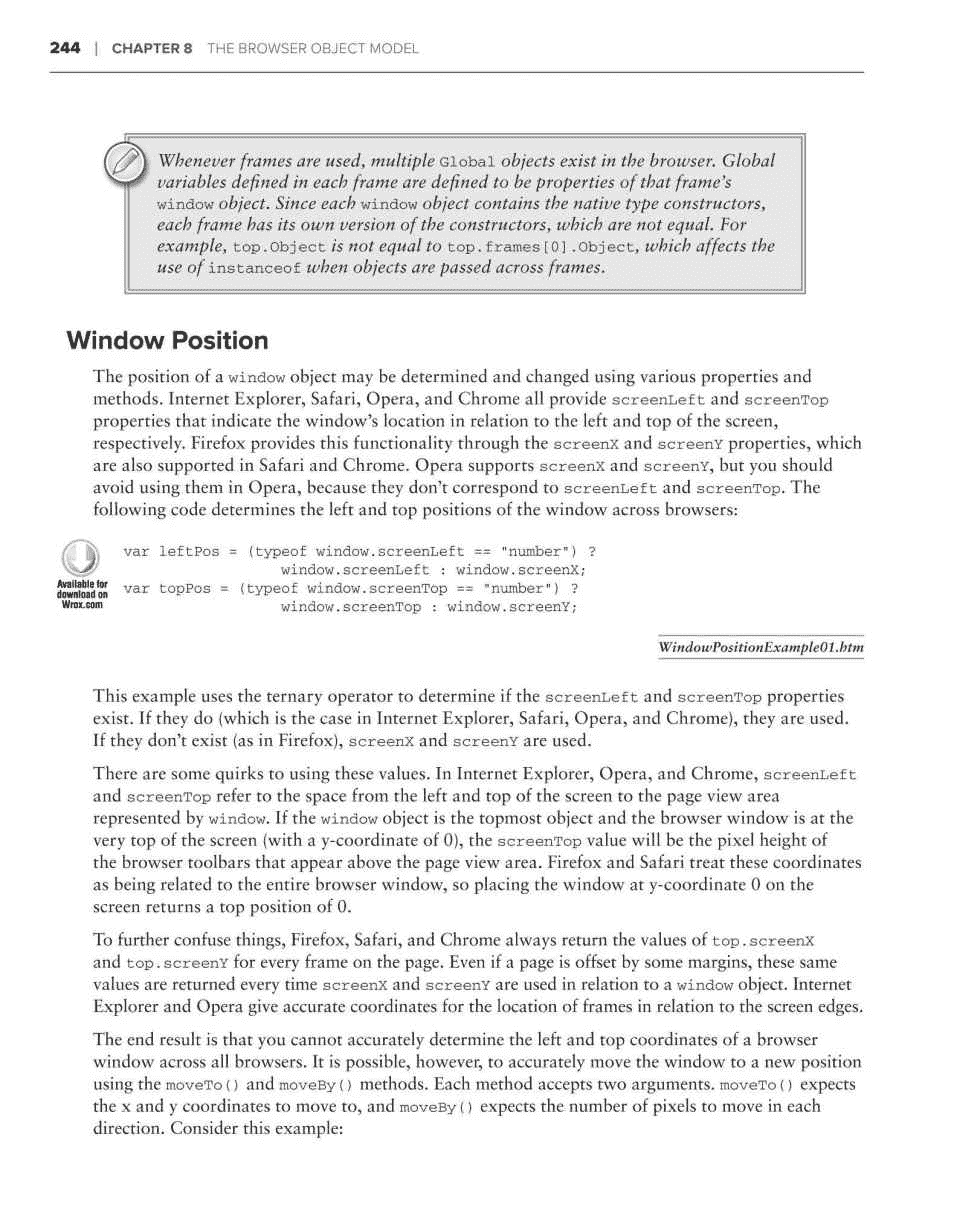 244 | CHAPTER 8 THE BROWSER OBJECT MODEL
Whenever frames are used, multiple Global objects exist in the browser. Global
variables defined in each frame are defined to be properties of that frame’s
window object. Since each window object contains the native type constructors,
each frame has its own version of the constructors, which are not equal. For
example, top.Object is not equal to top.frames[0].Object, which affects the
use of instanceof when objects are passed across frames.
Window Position
The position of a window object may be determined and changed using various properties and
methods. Internet Explorer, Safari, Opera, and Chrome all provide screenLeft and screenTop
properties that indicate the window’s location in relation to the left and top of the screen,
respectively. Firefox provides this functionality through the screenX and screenY properties, which
are also supported in Safari and Chrome. Opera supports screenX and screenY, but you should
avoid using them in Opera, because they don’t correspond to screenLeft and screenTop. The
following code determines the left and top positions of the window across browsers:
Available for
download on
Wrox.com
var leftPos = (typeof window.screenLeft == "number") ?
window.screenLeft : window.screenX;
var topPos = (typeof window.screenTop == "number") ?
window.screenTop : window.screenY;
WindowPositionExample01.htm
This example uses the ternary operator to determine if the screenLeft and screenTop properties
exist. If they do (which is the case in Internet Explorer, Safari, Opera, and Chrome), they are used.
If they don’t exist (as in Firefox), screenX and screenY are used.
There are some quirks to using these values. In Internet Explorer, Opera, and Chrome, screenLeft
and screenTop refer to the space from the left and top of the screen to the page view area
represented by window. If the window object is the topmost object and the browser window is at the
very top of the screen (with a y-coordinate of 0), the screenTop value will be the pixel height of
the browser toolbars that appear above the page view area. Firefox and Safari treat these coordinates
as being related to the entire browser window, so placing the window at y-coordinate 0 on the
screen returns a top position of 0.
To further confuse things, Firefox, Safari, and Chrome always return the values of top.screenX
and top.screenY for every frame on the page. Even if a page is offset by some margins, these same
values are returned every time screenX and screenY are used in relation to a window object. Internet
Explorer and Opera give accurate coordinates for the location of frames in relation to the screen edges.
The end result is that you cannot accurately determine the left and top coordinates of a browser
window across all browsers. It is possible, however, to accurately move the window to a new position
using the moveTo() and moveBy() methods. Each method accepts two arguments. moveTo() expects
the x and y coordinates to move to, and moveBy() expects the number of pixels to move in each
direction. Consider this example: